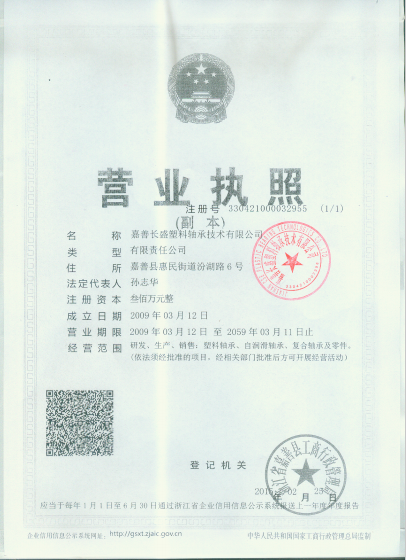 营业执照
(副 本)
注册号 330421000032955 (1/1)
名称 嘉善长盛塑料轴承技术有限公司
类型 有限责任公司
住所 嘉善县惠民街道汾湖路6号
法定代表人 孙志华
注册资本 叁佰万元整
成立日期 2009年03月12日
营业期限 2009年03月12日 至 2059年03月11日止
经营范围 研发、生产、销售：塑料轴承、自润滑轴承、复合轴承及零件。
(依法须经批准的项目，经相关部门批准后方可开展经营活动)
登记机关
应当于每年1月1日至6月30日通过浙江省企业信用信息公示系统报送上一年度年度报告
企业信用信息公示系统网址： http://gsxt.zjaic.gov.cn
中华人民共和国国家工商行政管理总局监制